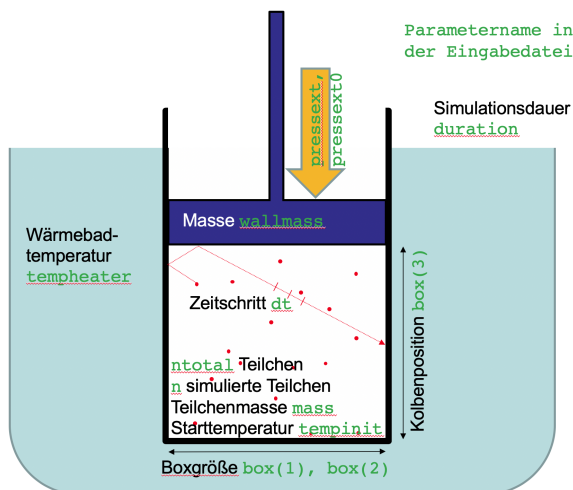 Parametername in
der Eingabedatei
pressext,
pressext0
Simulationsdauer
duration
Masse wallmass
Wärmebad-
temperatur
tempheater
Zeitschritt dt
Kolbenposition box(3)
ntotal Teilchen
n simulierte Teilchen
Teilchenmasse mass
Starttemperatur tempinit
Boxgröße box(1), box(2)